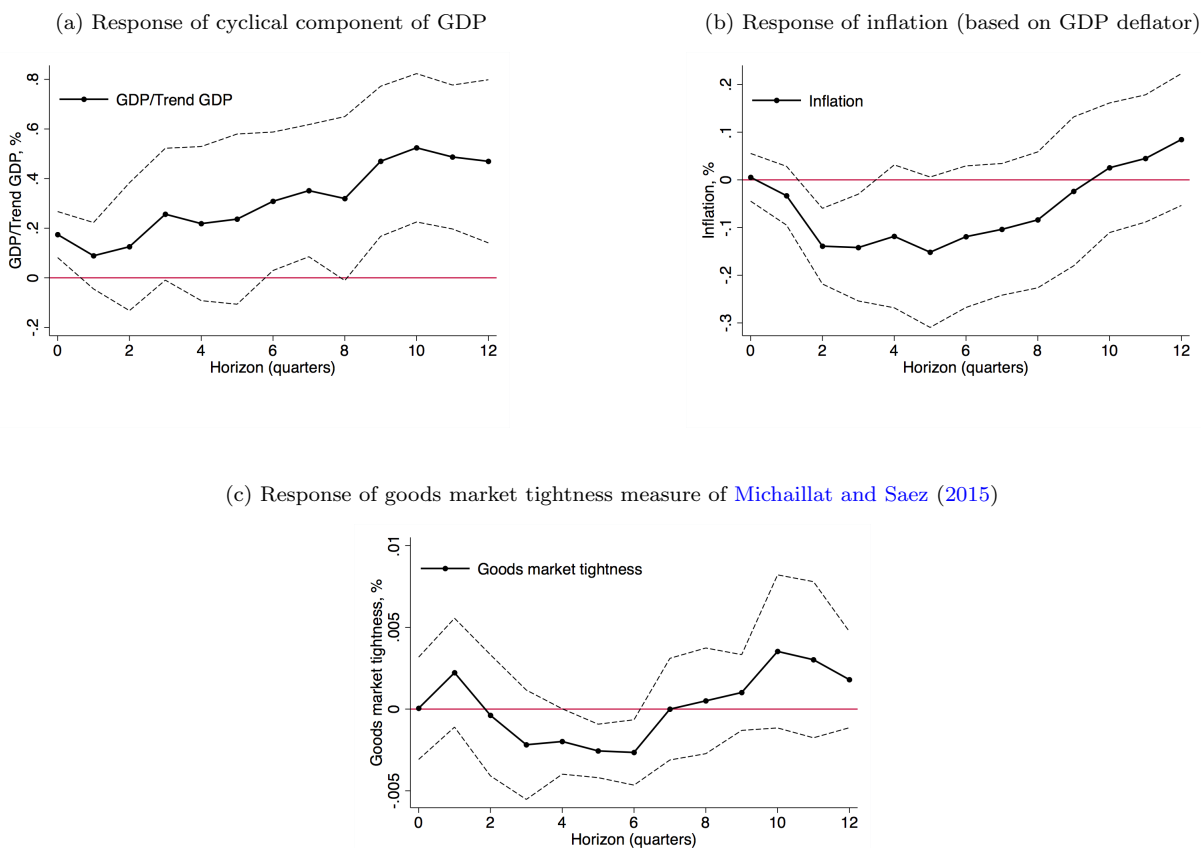 (a) Response of cyclical component of GDP
GDP/Trend GDP, %
.8
.6
.4
.2
0
-.2
GDP/Trend GDP
0 2 4 6 8 10 12
Horizon (quarters)
(b) Response of inflation (based on GDP deflator)
Inflation, %
.2
.1
0
-.1
-.2
-.3
Inflation
0 2 4 6 8 10 12
Horizon (quarters)
(c) Response of goods market tightness measure of Michaillat and Saez (2015)
Goods market tightness, %
.01
.005
0
-.005
Goods market tightness
0 2 4 6 8 10 12
Horizon (quarters)